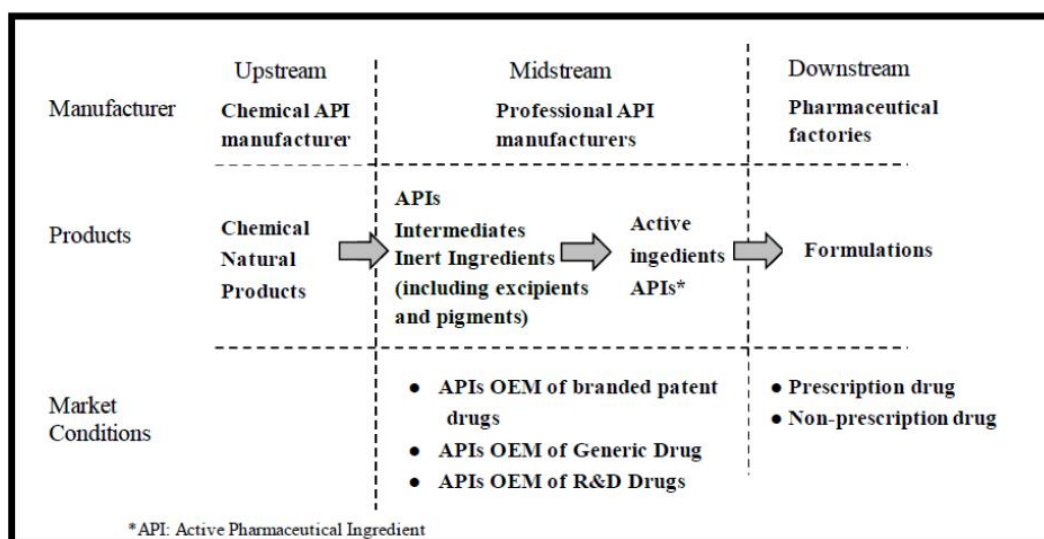 Upstream
Midstream
Downstream
Manufacturer
Chemical API
manufacturer
Professional API
manufacturers
Pharmaceutical
factories
Products
Chemical
Natural
Products
APIs
Intermediates
Inert Ingredients
(including excipients
and pigments)
Active
ingedients
APIs*
Formulations
Market
Conditions
● APIs OEM of branded patent
drugs
● APIs OEM of Generic Drug
● APIs OEM of R&D Drugs
● Prescription drug
● Non-prescription drug
*API: Active Pharmaceutical Ingredient